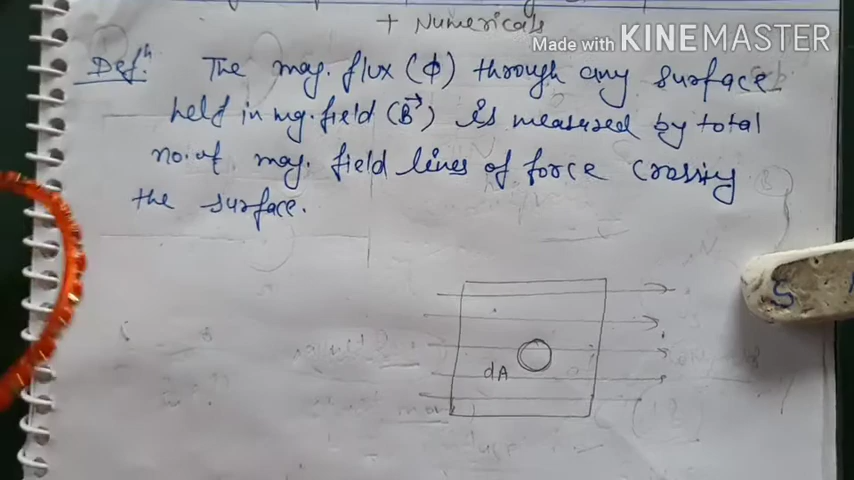 + Numericals
Made with KINEMASTER
Defⁿ. The mag. flux (ϕ) through any surface
held in mg. field (B⃗) is measured by total
no. of mag. field lines of force crossing
the surface.
dA
S